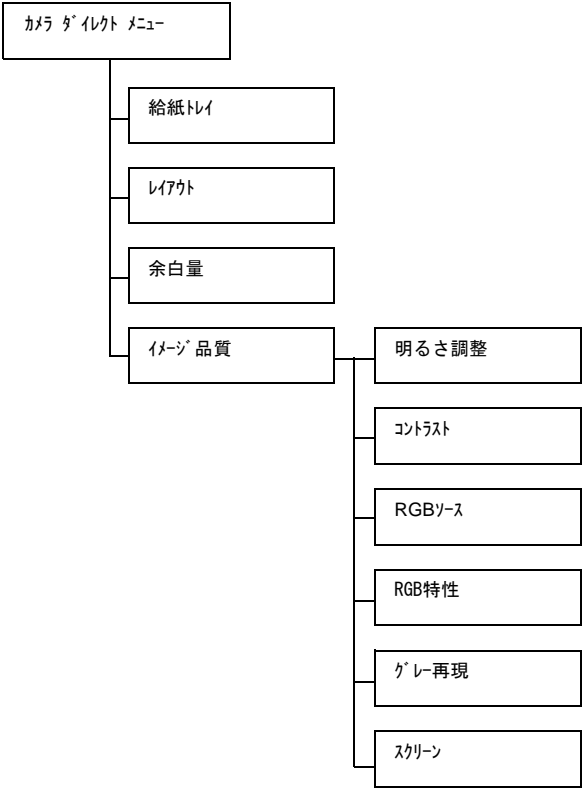 ｶﾒﾗ ﾀﾞｲﾚｸﾄ ﾒﾆｭｰ
給紙ﾄﾚｲ
ﾚｲｱｳﾄ
余白量
ｲﾒｰｼﾞ品質
明るさ調整
ｺﾝﾄﾗｽﾄ
RGBｿｰｽ
RGB特性
ｸﾞﾚｰ再現
ｽｸﾘｰﾝ